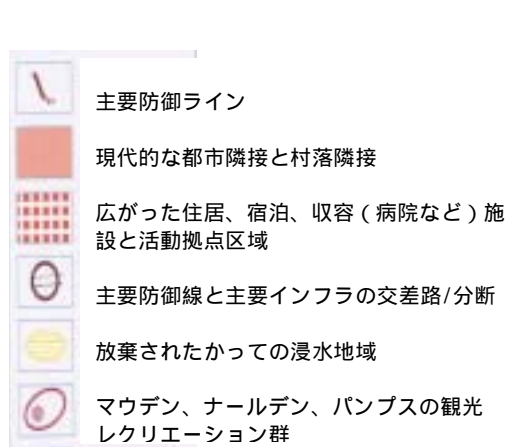 主要防御ライン
現代的な都市隣接と村落隣接
広がった住居、宿泊、収容（病院など）施
設と活動拠点区域
主要防御線と主要インフラの交差路/分断
放棄されたかっての浸水地域
マウデン、ナールデン、パンプスの観光
レクリエーション群